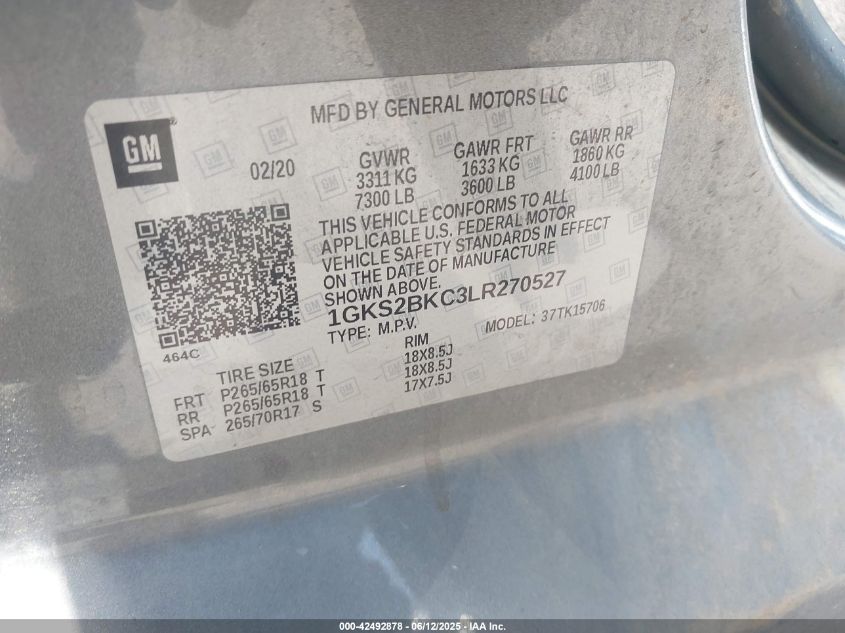 MFD BY GENERAL MOTORS LLC
GM
02/20
GVWR
3311 KG
7300 LB
GAWR FRT
1633 KG
3600 LB
GAWR RR
1860 KG
4100 LB
THIS VEHICLE CONFORMS TO ALL
APPLICABLE U.S. FEDERAL MOTOR
VEHICLE SAFETY STANDARDS IN EFFECT
ON THE DATE OF MANUFACTURE
SHOWN ABOVE.
1GKS2BKC3LR270527
TYPE: M.P.V. MODEL: 37TK15706
464C
TIRE SIZE RIM
FRT P265/65R18 T 18X8.5J
RR P265/65R18 T 18X8.5J
SPA 265/70R17 S 17X7.5J
000-42492878 - 06/12/2025 - IAA Inc.